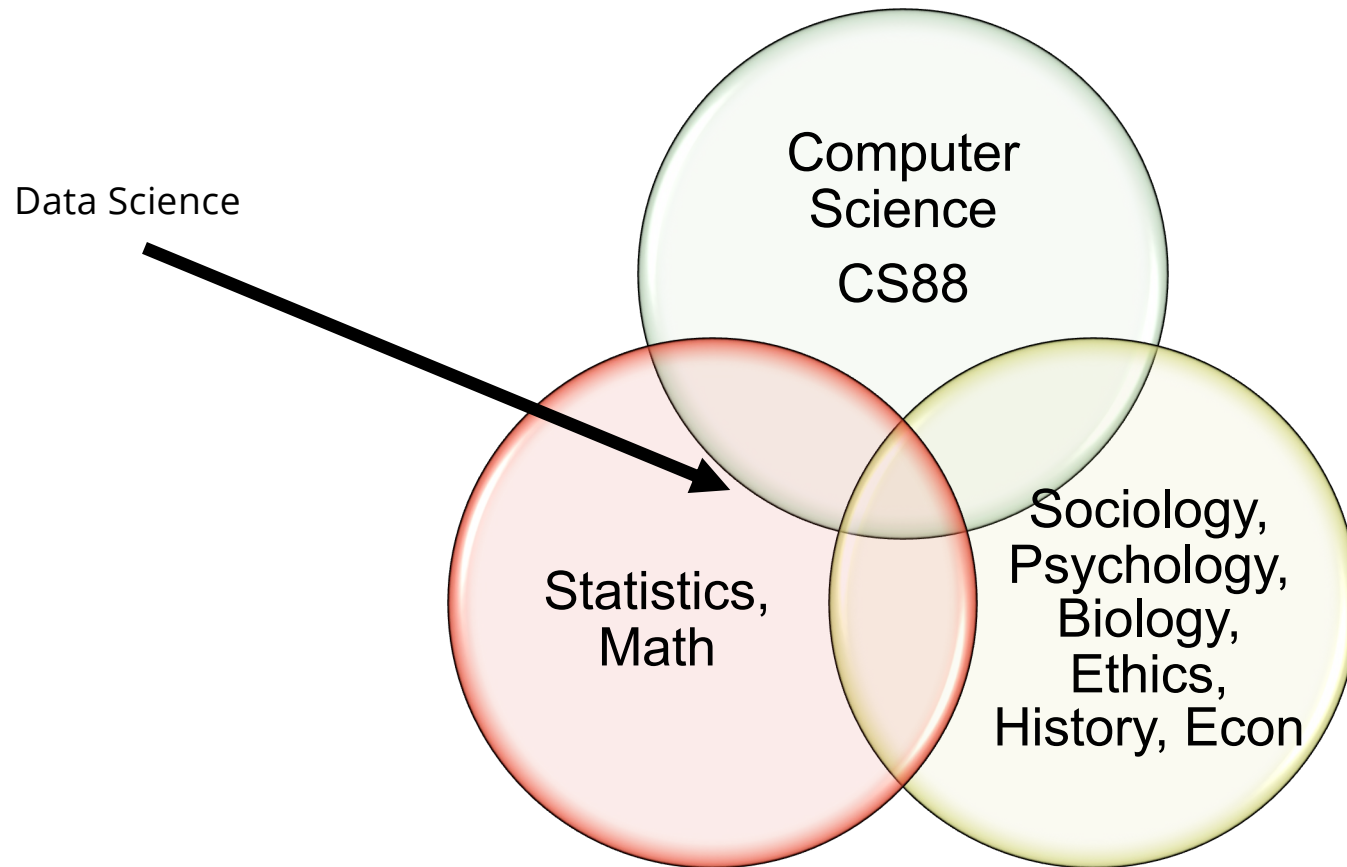 Data Science
Computer
Science
CS88
Statistics,
Math
Sociology,
Psychology,
Biology,
Ethics,
History, Econ